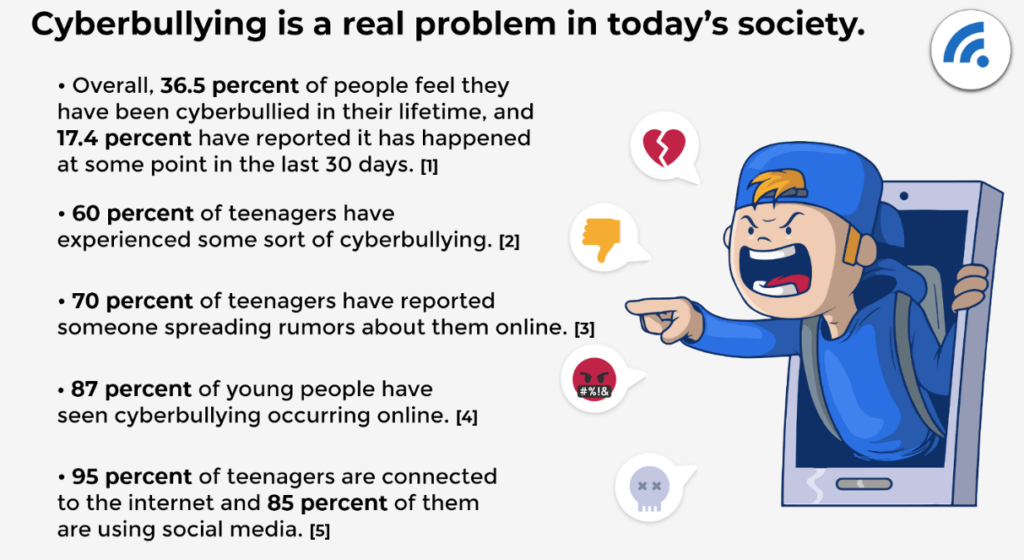 Cyberbullying is a real problem in today’s society.
• Overall, 36.5 percent of people feel they
have been cyberbullied in their lifetime, and
17.4 percent have reported it has happened
at some point in the last 30 days. [1]
• 60 percent of teenagers have
experienced some sort of cyberbullying. [2]
• 70 percent of teenagers have reported
someone spreading rumors about them online. [3]
• 87 percent of young people have
seen cyberbullying occurring online. [4]
#%!&
• 95 percent of teenagers are connected
to the internet and 85 percent of them
are using social media. [5]